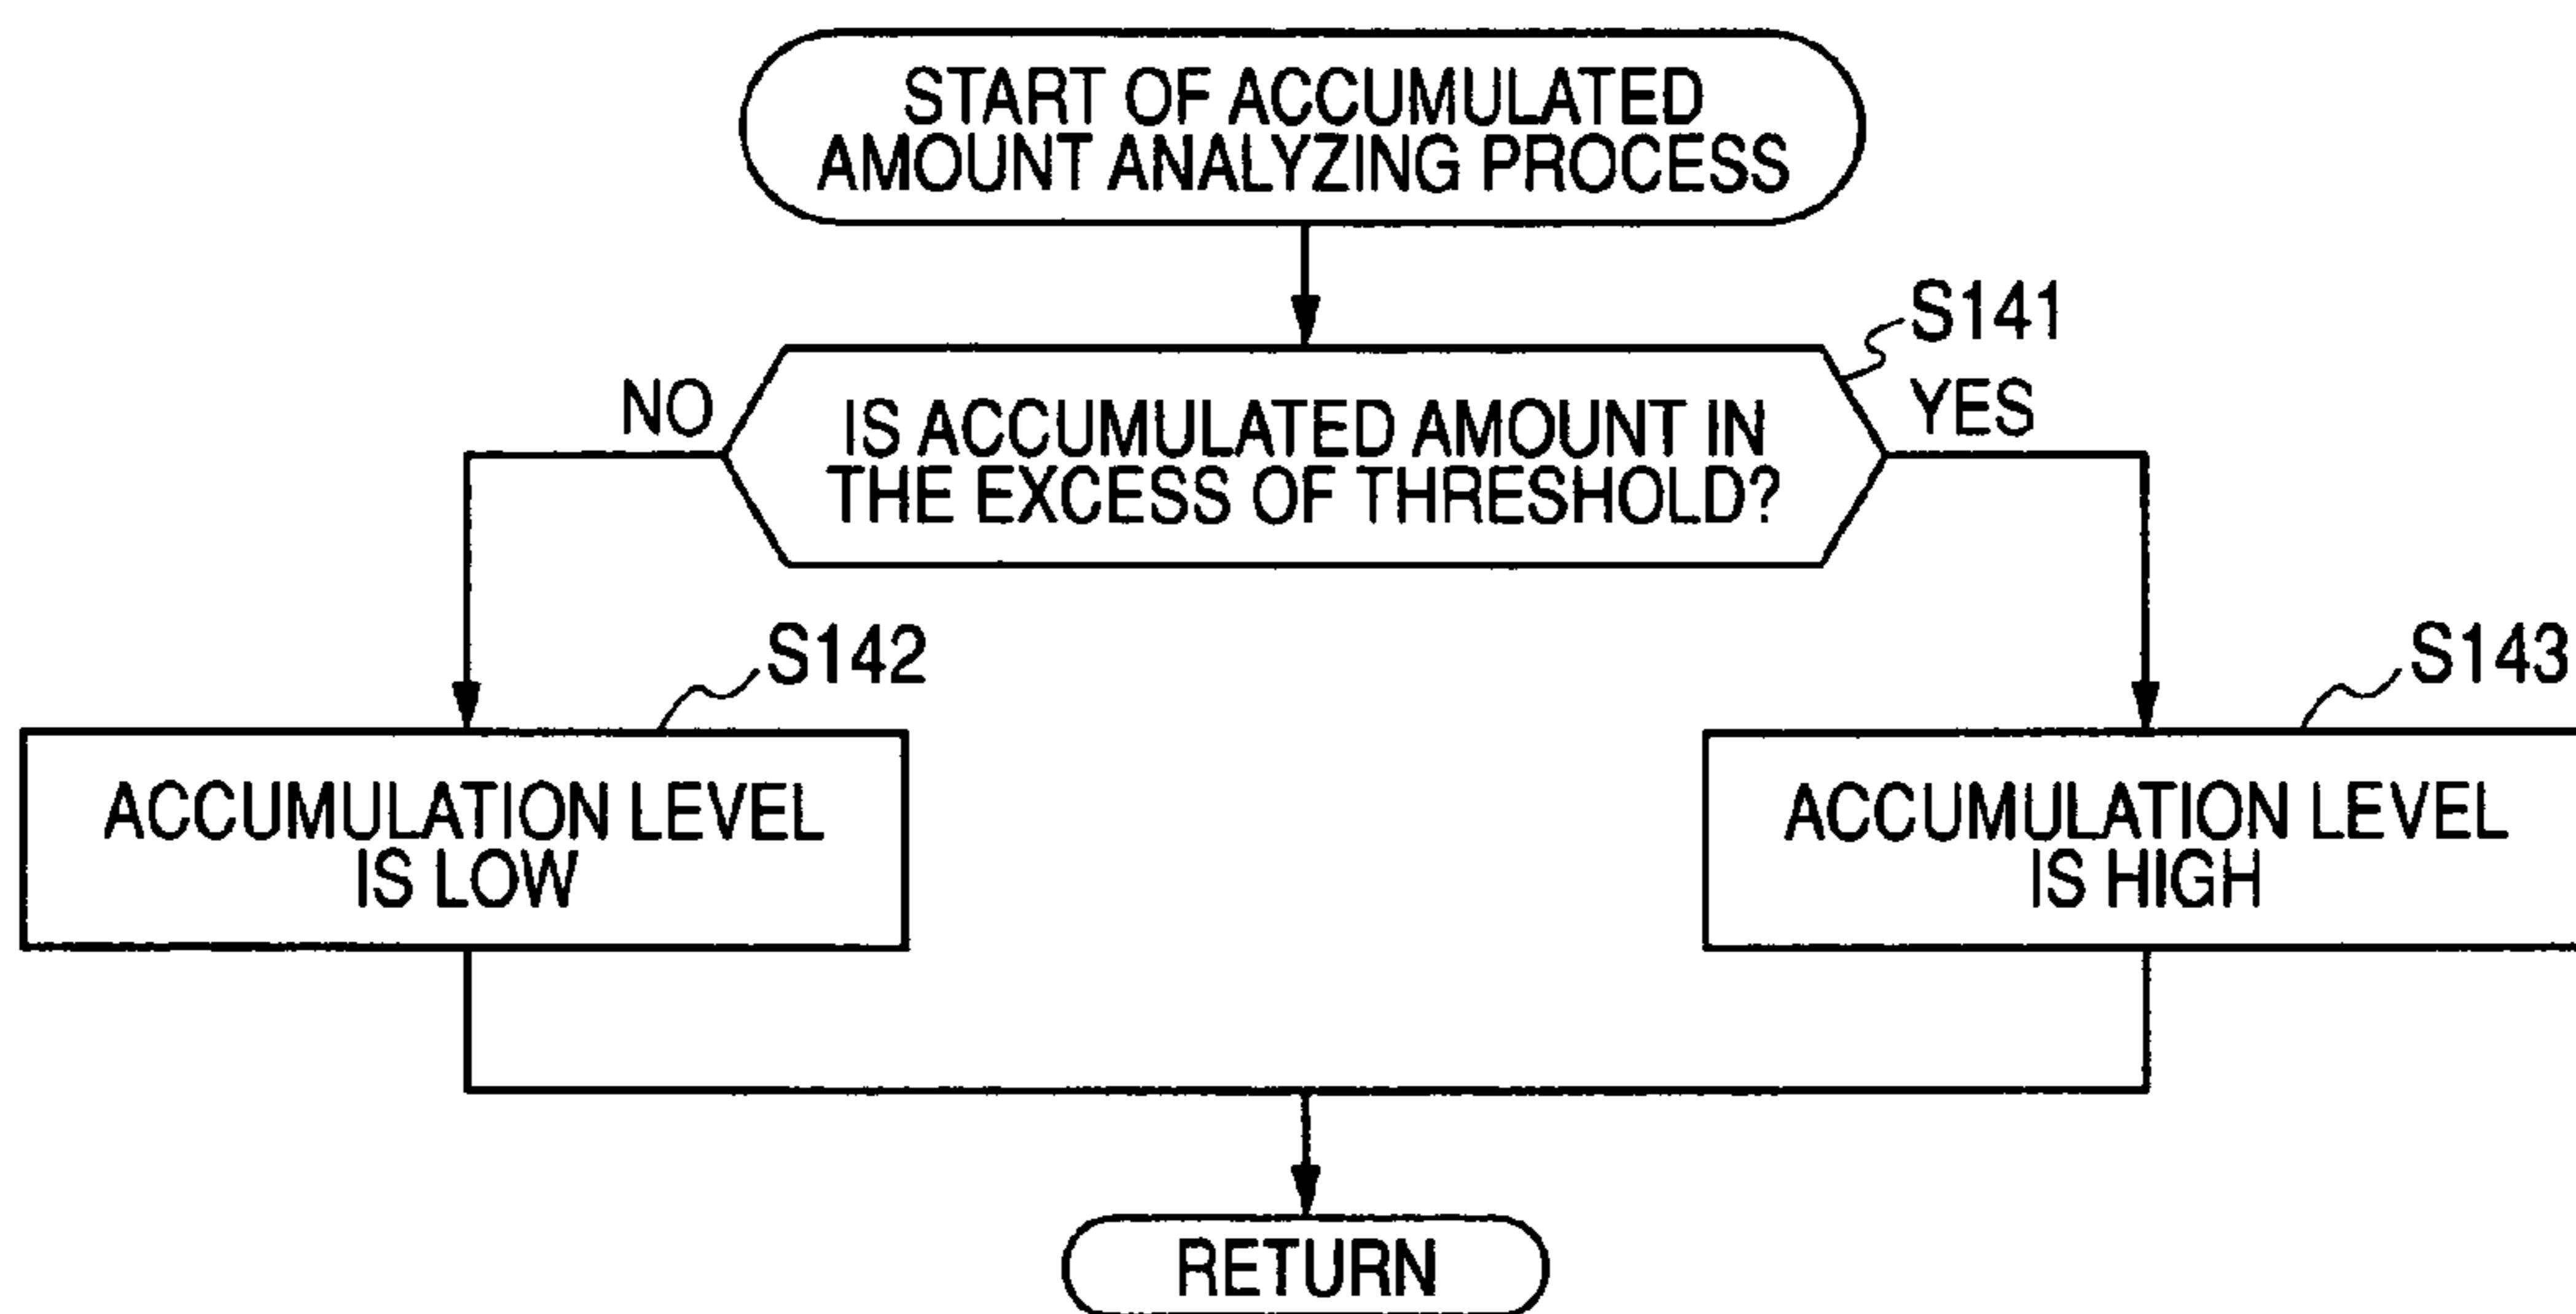 START OF ACCUMULATED
AMOUNT ANALYZING PROCESS
S141
NO
YES
IS ACCUMULATED AMOUNT IN
THE EXCESS OF THRESHOLD?
S142
S143
ACCUMULATION LEVEL
IS LOW
ACCUMULATION LEVEL
IS HIGH
RETURN